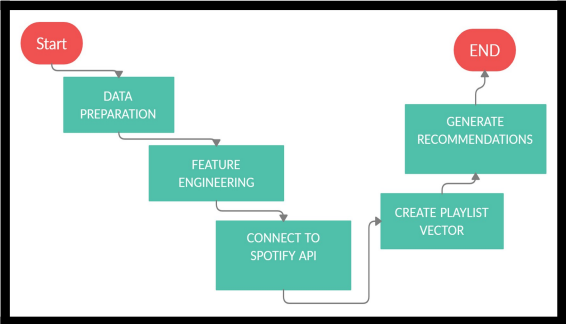 Start
DATA
PREPARATION
FEATURE
ENGINEERING
CONNECT TO
SPOTIFY API
CREATE PLAYLIST
VECTOR
GENERATE
RECOMMENDATIONS
END